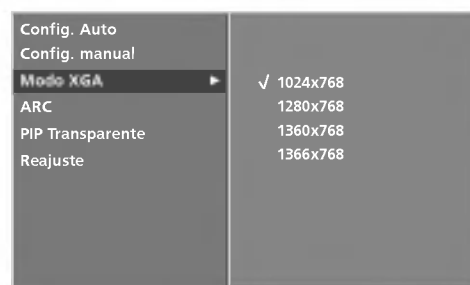 Config. Auto
Config. manual
Modo XGA
ARC
PIP Transparente
Reajuste
√ 1024x768
1280x768
1360x768
1366x768